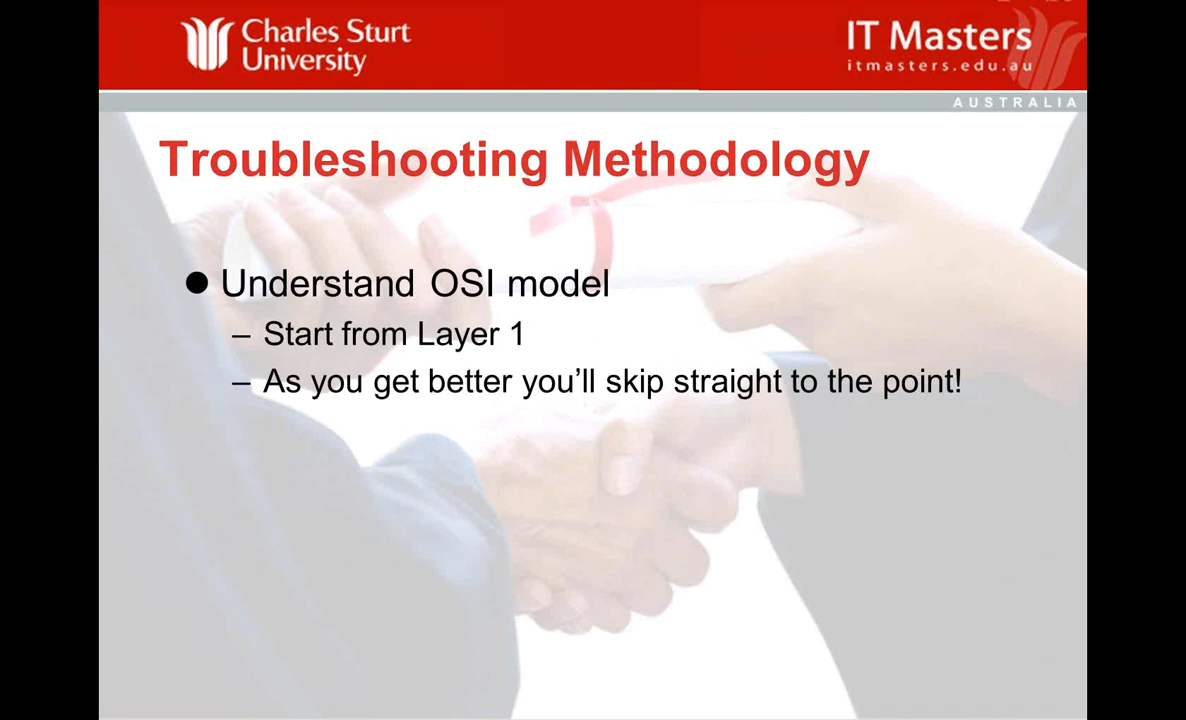 Charles Sturt
University
IT Masters
itmasters.edu.au
AUSTRALIA
Troubleshooting Methodology
● Understand OSI model
– Start from Layer 1
– As you get better you’ll skip straight to the point!